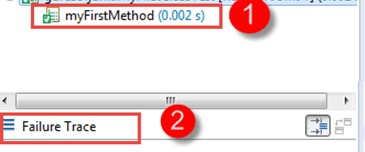 myFirstMethod (0.002 s)
1
Failure Trace
2